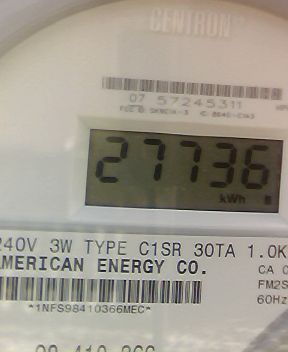 CENTRON
07 57245311
27736
kWh
240V 3W TYPE C1SR 30TA 1.0K
AMERICAN ENERGY CO.
CA
FM2S
60Hz
*1NFS98410366MEC*